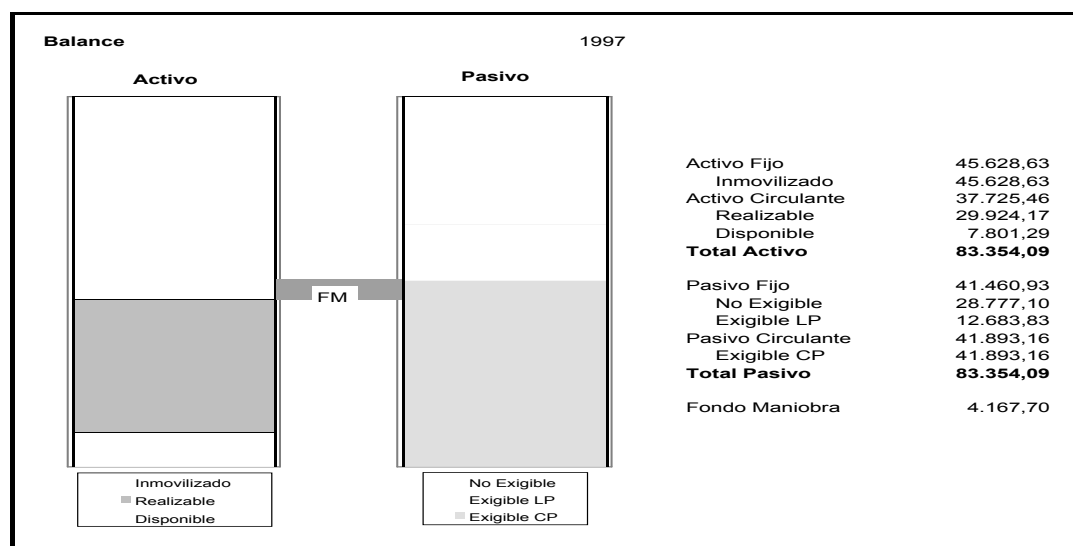 Balance 1997
Activo Pasivo
FM
Inmovilizado
Realizable
Disponible
No Exigible
Exigible LP
Exigible CP
Activo Fijo 45.628,63
Inmovilizado 45.628,63
Activo Circulante 37.725,46
Realizable 29.924,17
Disponible 7.801,29
Total Activo 83.354,09
Pasivo Fijo 41.460,93
No Exigible 28.777,10
Exigible LP 12.683,83
Pasivo Circulante 41.893,16
Exigible CP 41.893,16
Total Pasivo 83.354,09
Fondo Maniobra 4.167,70